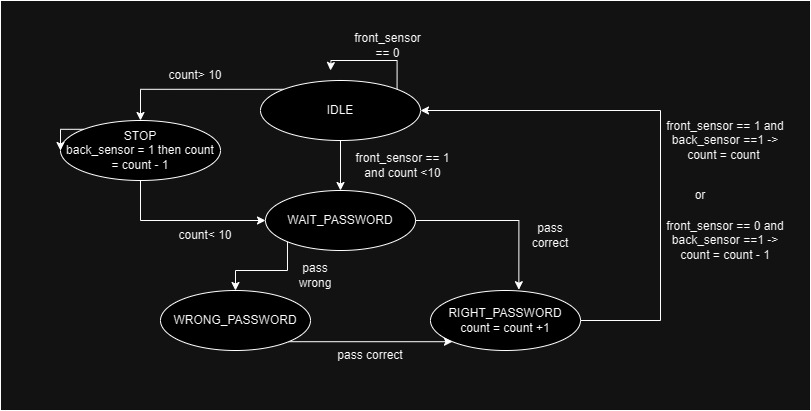 front_sensor
== 0
count> 10
IDLE
STOP
back_sensor = 1 then count
= count - 1
front_sensor == 1
and count <10
front_sensor == 1 and
back_sensor ==1 ->
count = count
or
front_sensor == 0 and
back_sensor ==1 ->
count = count - 1
count< 10
WAIT_PASSWORD
pass
correct
pass
wrong
WRONG_PASSWORD
RIGHT_PASSWORD
count = count +1
pass correct